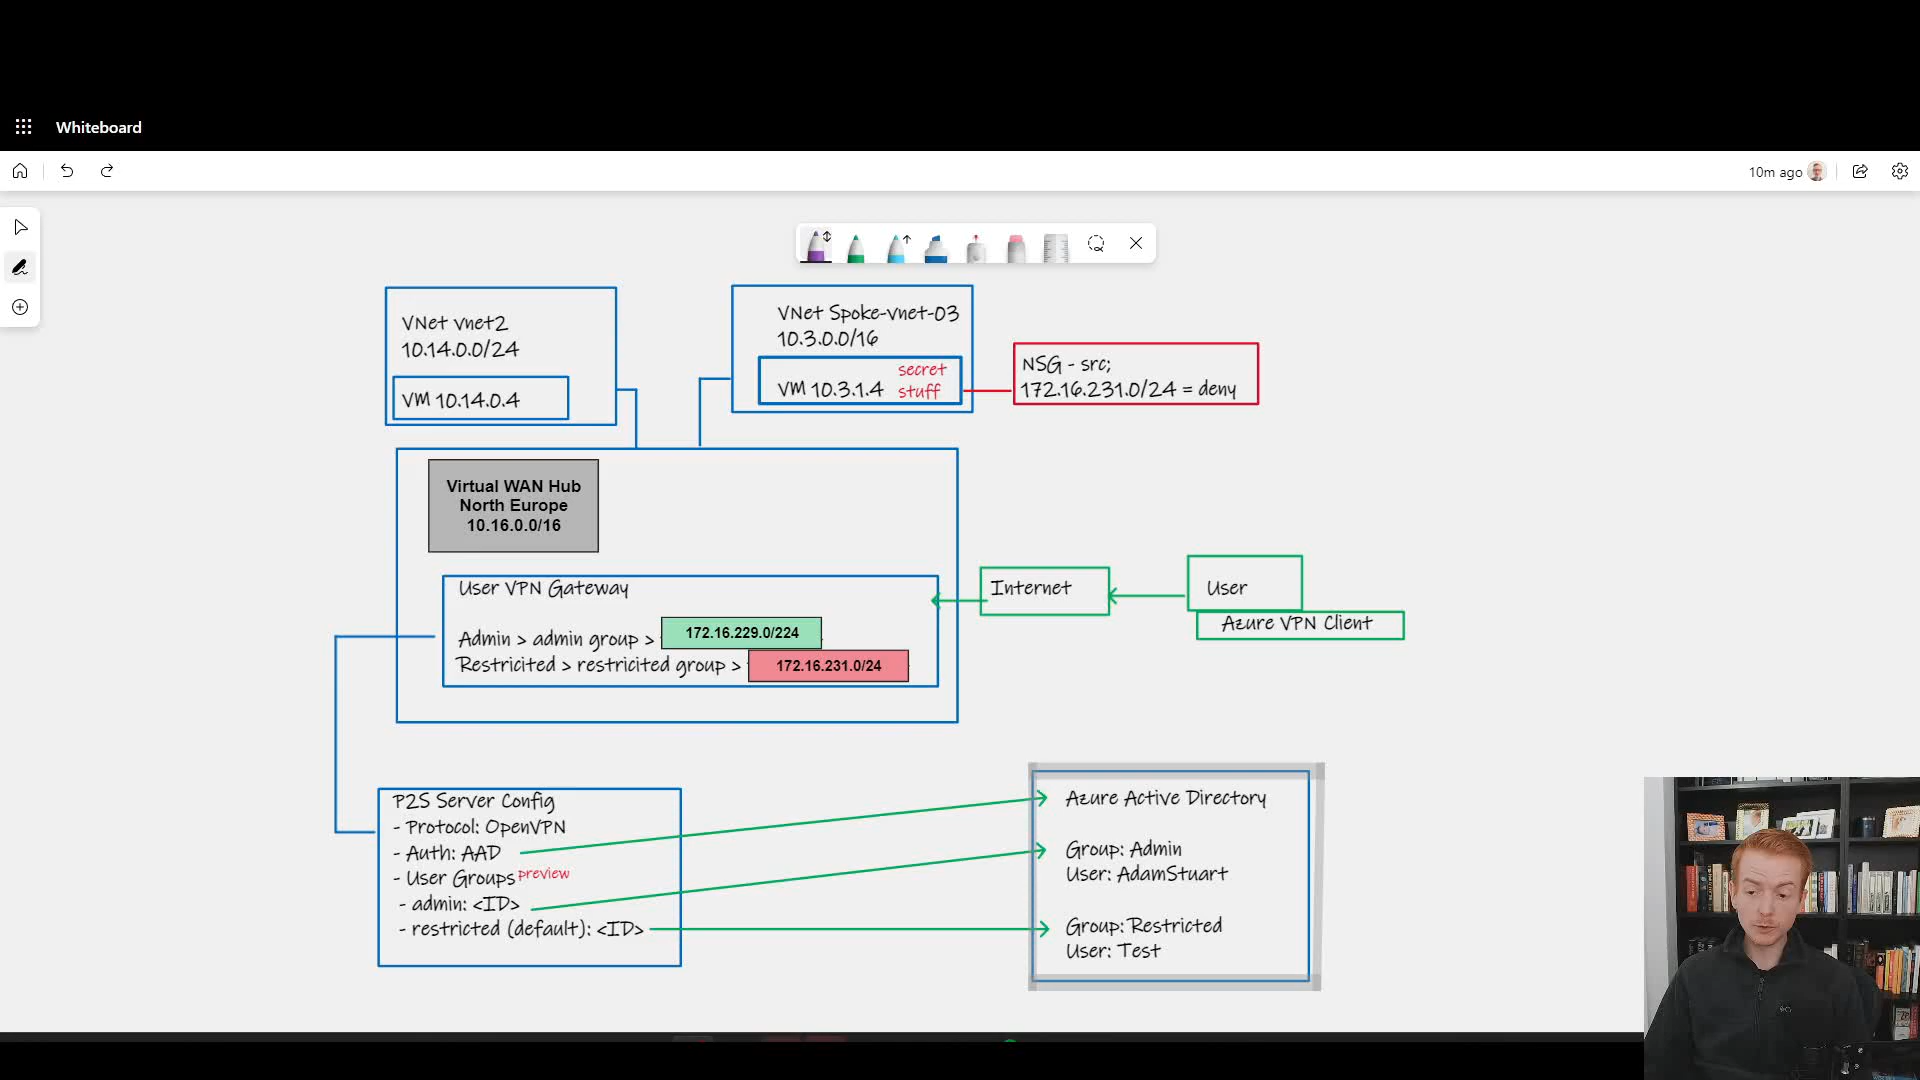 Whiteboard
10m ago
VNet vnet2
10.14.0.0/24
VM 10.14.0.4
VNet Spoke-vnet-03
10.3.0.0/16
VM 10.3.1.4
secret
stuff
NSG - src;
172.16.231.0/24 = deny
Virtual WAN Hub
North Europe
10.16.0.0/16
User VPN Gateway
Admin > admin group >
172.16.229.0/224
Restricited > restricited group >
172.16.231.0/24
Internet
User
Azure VPN Client
P2S Server Config
- Protocol: OpenVPN
- Auth: AAD
- User Groups preview
- admin: <ID>
- restricted (default): <ID>
Azure Active Directory
Group: Admin
User: AdamStuart
Group: Restricted
User: Test